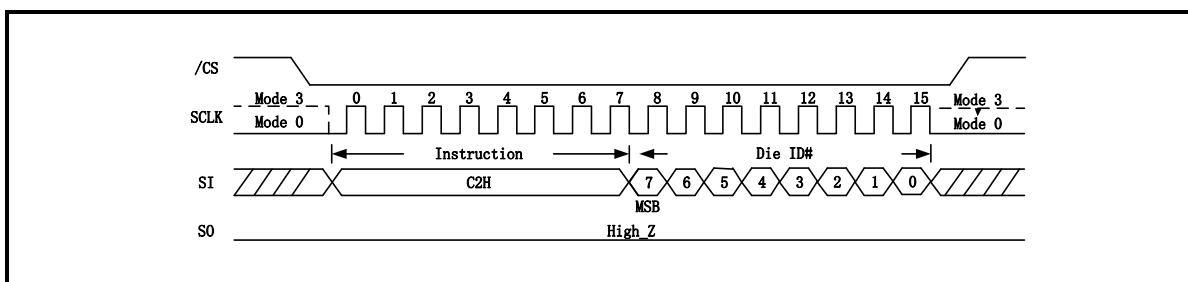 /CS
Mode 3 0 1 2 3 4 5 6 7 8 9 10 11 12 13 14 15 Mode 3
SCLK
Mode 0 Mode 0
Instruction Die ID#
SI C2H 7 6 5 4 3 2 1 0
MSB
SO High_Z